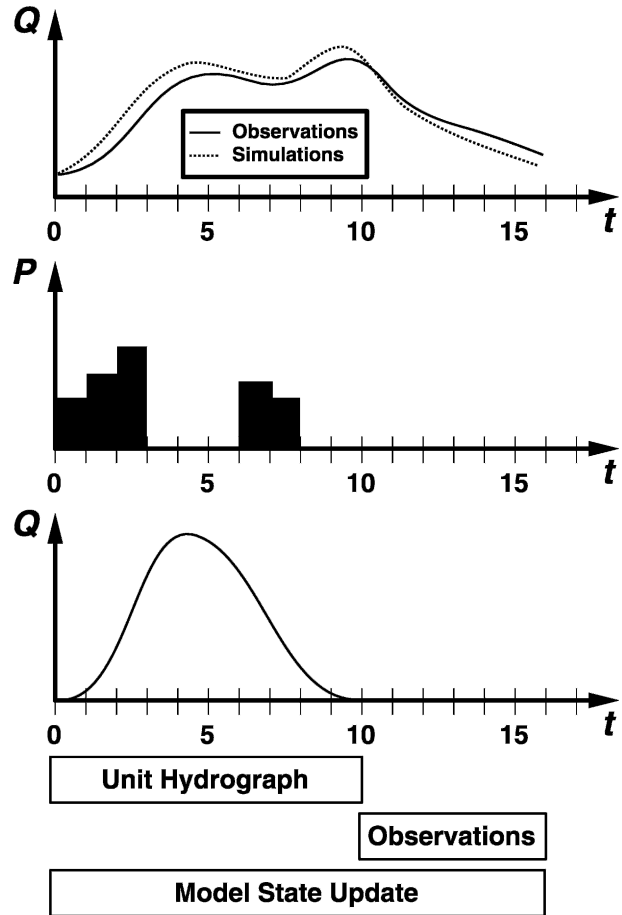 Q
Observations
Simulations
0 5 10 15
t
P
0 5 10 15
t
Q
0 5 10 15
t
Unit Hydrograph
Observations
Model State Update